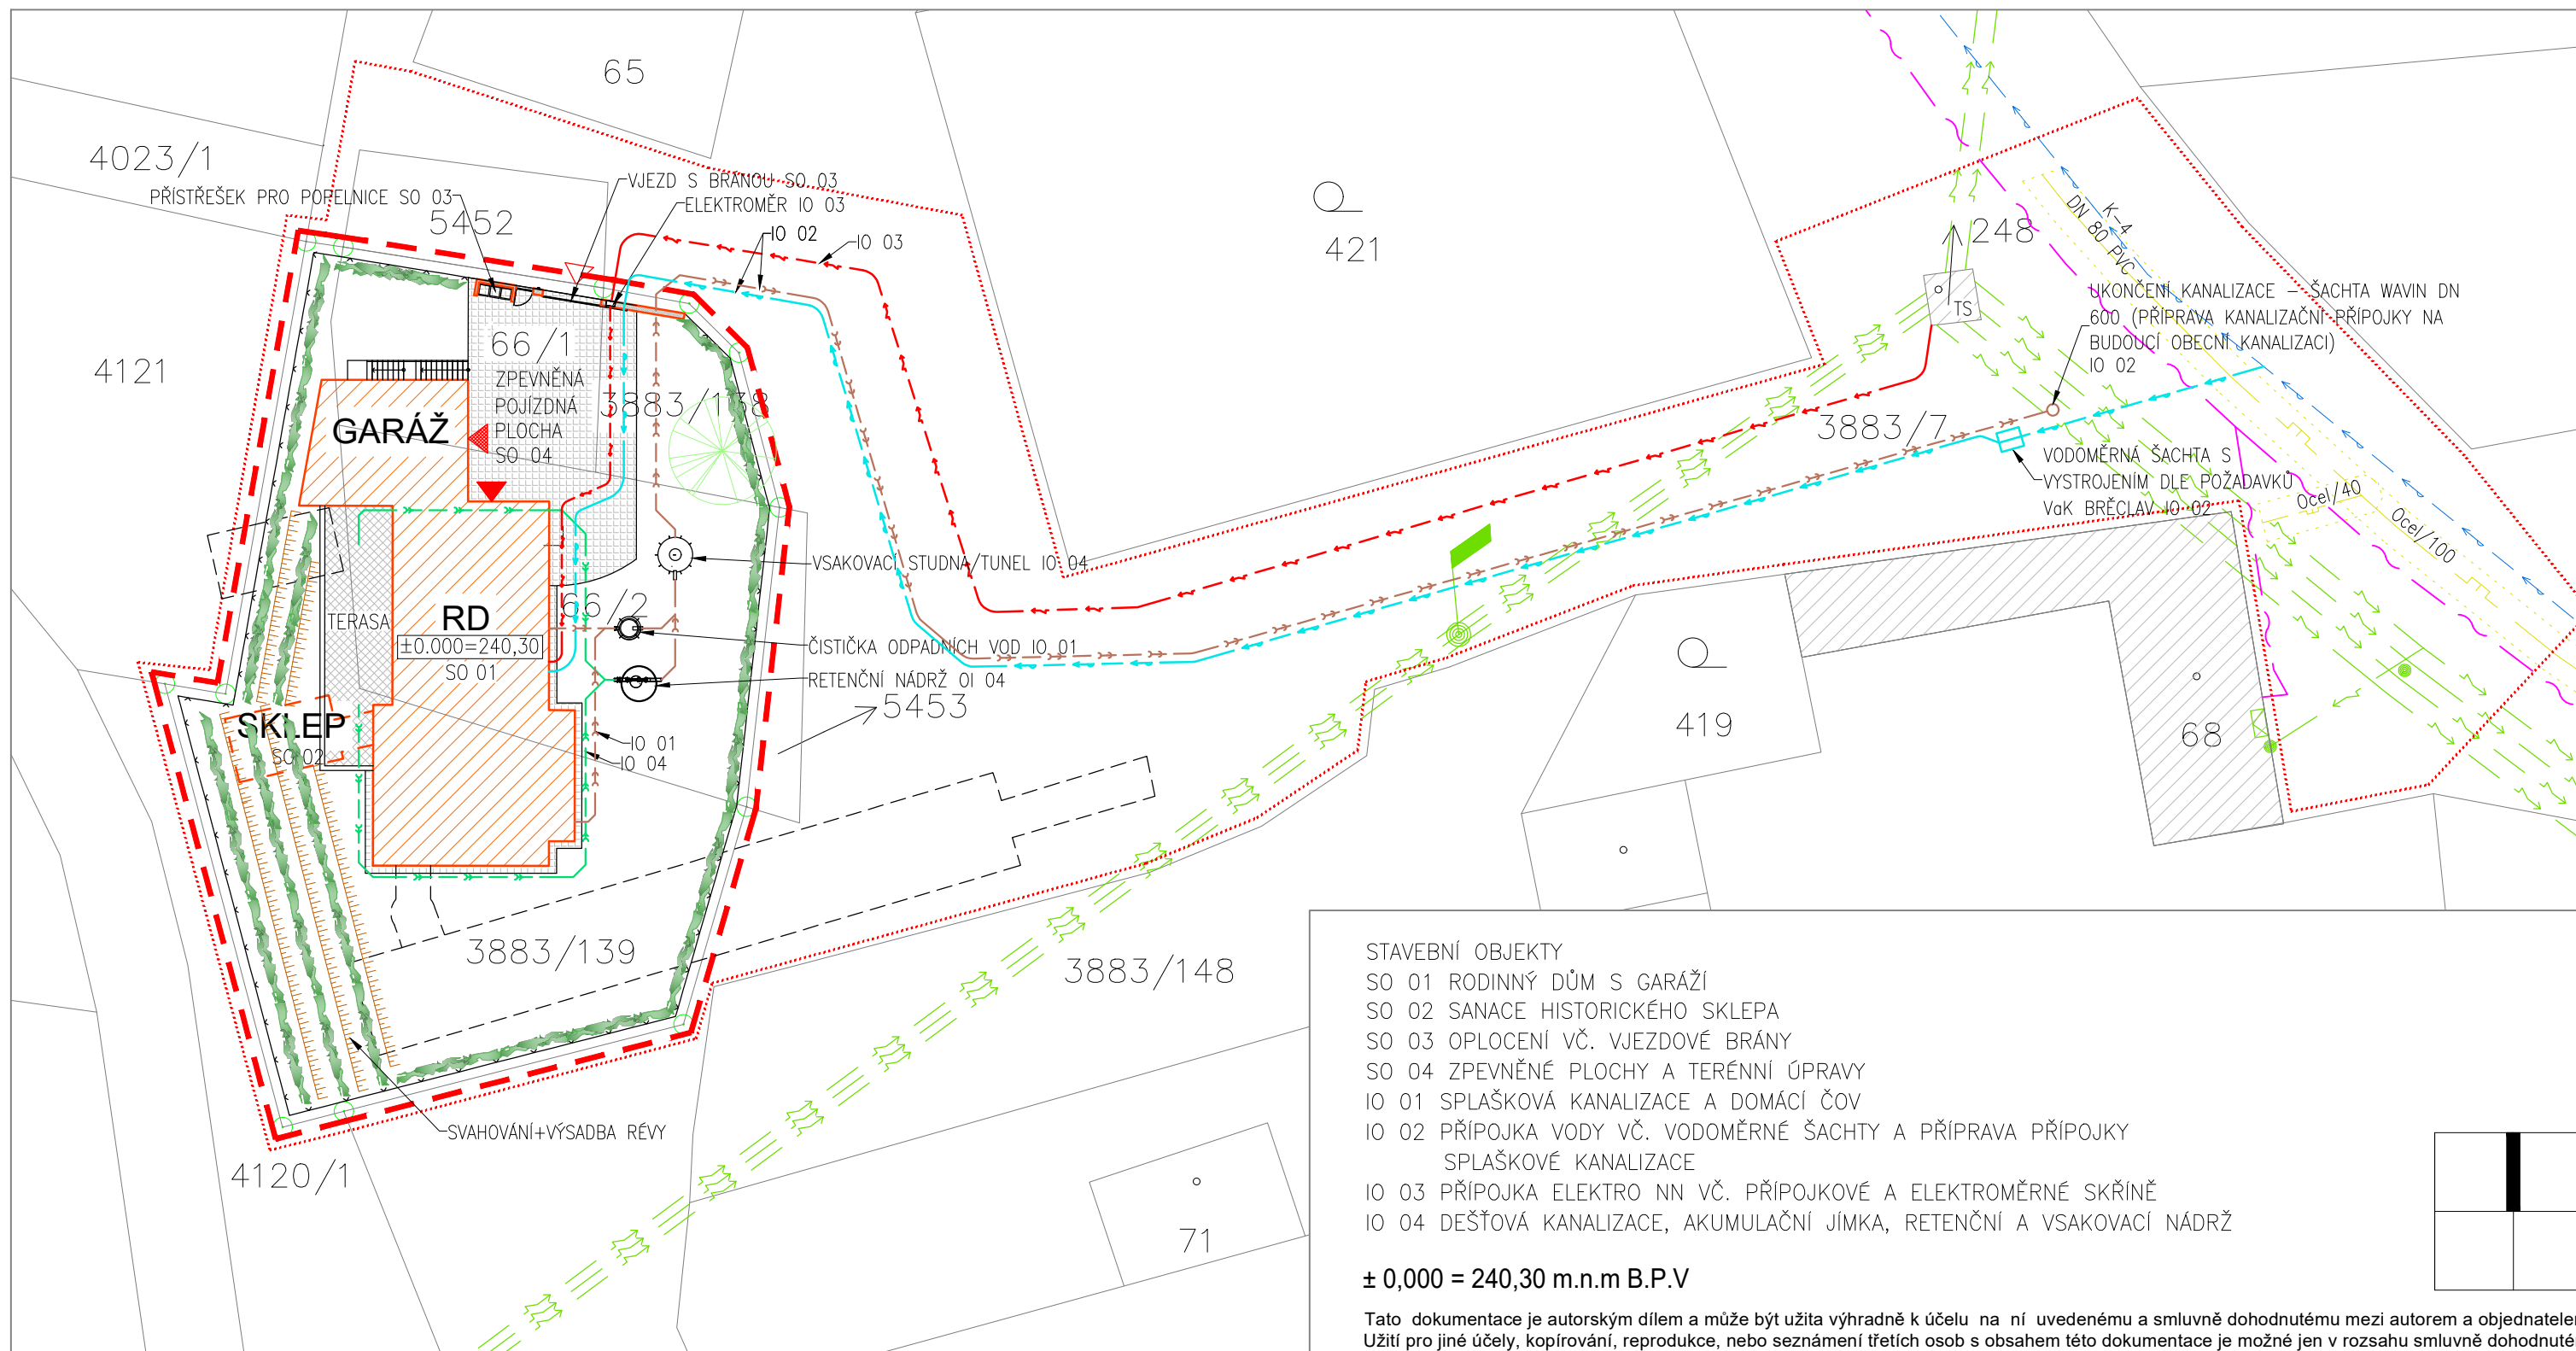 65
4023/1
PŘÍSTŘEŠEK PRO POPELNICE SO 03
5452
VJEZD S BRÁNOU SO 03
ELEKTROMĚR IO 03
IO 02
IO 03
421
4121
66/1
ZPEVNĚNÁ
POJÍZDNÁ
PLOCHA
SO 04
GARÁŽ
3883/138
248
TS
K-4
DN 80 PVC
UKONČENÍ KANALIZACE – ŠACHTA WAVIN DN
600 (PŘÍPRAVA KANALIZAČNÍ PŘÍPOJKY NA
BUDOUCÍ OBECNÍ KANALIZACI)
IO 02
3883/7
VODOMĚRNÁ ŠACHTA S
VYSTROJENÍM DLE POŽADAVKŮ
VaK BRĚCLAV IO 02
Ocel/40
Ocel/100
VSAKOVACÍ STUDNA/TUNEL IO 04
TERASA
RD
±0.000=240,30
SO 01
66/2
ČISTIČKA ODPADNÍCH VOD IO 01
RETENČNÍ NÁDRŽ OI 04
5453
SKLEP
SO 02
IO 01
IO 04
419
68
3883/139
3883/148
SVAHOVÁNÍ+VÝSADBA RÉVY
4120/1
71
STAVEBNÍ OBJEKTY
SO 01 RODINNÝ DŮM S GARÁŽÍ
SO 02 SANACE HISTORICKÉHO SKLEPA
SO 03 OPLOCENÍ VČ. VJEZDOVÉ BRÁNY
SO 04 ZPEVNĚNÉ PLOCHY A TERÉNNÍ ÚPRAVY
IO 01 SPLAŠKOVÁ KANALIZACE A DOMÁCÍ ČOV
IO 02 PŘÍPOJKA VODY VČ. VODOMĚRNÉ ŠACHTY A PŘÍPRAVA PŘÍPOJKY
SPLAŠKOVÉ KANALIZACE
IO 03 PŘÍPOJKA ELEKTRO NN VČ. PŘÍPOJKOVÉ A ELEKTROMĚRNÉ SKŘÍNĚ
IO 04 DEŠŤOVÁ KANALIZACE, AKUMULAČNÍ JÍMKA, RETENČNÍ A VSAKOVACÍ NÁDRŽ
± 0,000 = 240,30 m.n.m B.P.V
Tato dokumentace je autorským dílem a může být užita výhradně k účelu na ní uvedenému a smluvně dohodnutému mezi autorem a objednatele
Užití pro jiné účely, kopírování, reprodukce, nebo seznámení třetích osob s obsahem této dokumentace je možné jen v rozsahu smluvně dohodnuté